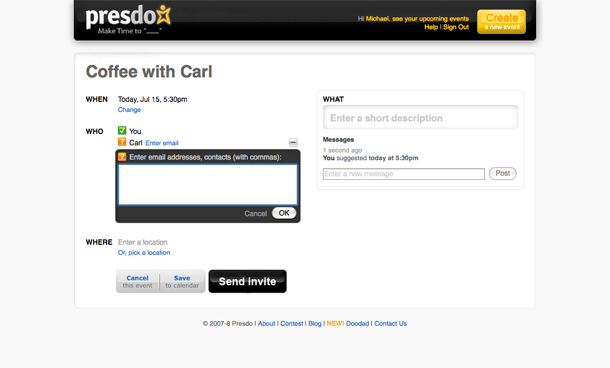 presdo
Make Time to "___"
Hi Michael, see your upcoming events
Help | Sign Out
Create
a new event
Coffee with Carl
WHEN
Today, Jul 15, 5:30pm
Change
WHO
You
Carl Enter email
Enter email addresses, contacts (with commas):
Cancel
OK
WHERE
Enter a location
Or, pick a location
Cancel
this event
Save
to calendar
Send invite
WHAT
Enter a short description
Messages
1 second ago
You suggested today at 5:30pm
Enter a new message
Post
© 2007-8 Presdo | About | Contest | Blog | NEW! Doodad | Contact Us